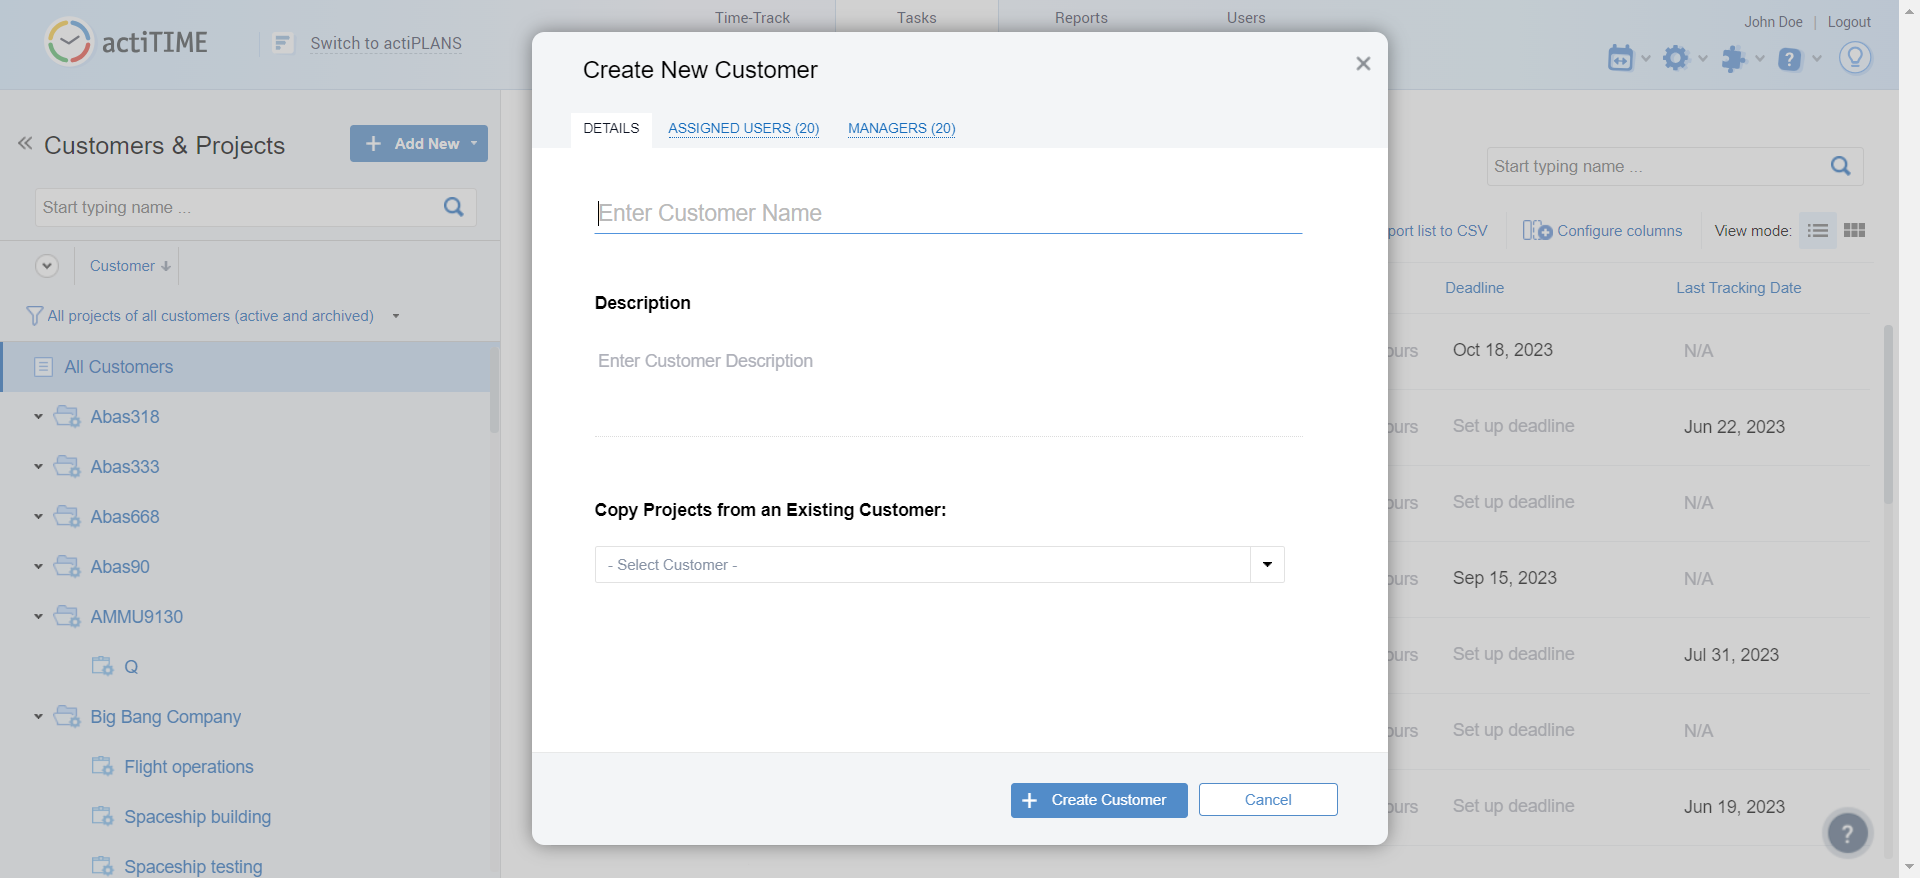 actiTIME
Switch to actiPLANS
Time-Track
Tasks
Reports
Users
John Doe
Logout
Customers & Projects
Add New
Start typing name ...
Customer
All projects of all customers (active and archived)
All Customers
Abas318
Abas333
Abas668
Abas90
AMMU9130
Q
Big Bang Company
Flight operations
Spaceship building
Spaceship testing
Create New Customer
DETAILS
ASSIGNED USERS (20)
MANAGERS (20)
Enter Customer Name
Description
Enter Customer Description
Copy Projects from an Existing Customer:
- Select Customer -
Create Customer
Cancel
Start typing name ...
port list to CSV
Configure columns
View mode:
Deadline
Last Tracking Date
ours
Oct 18, 2023
N/A
ours
Set up deadline
Jun 22, 2023
ours
Set up deadline
N/A
ours
Sep 15, 2023
N/A
ours
Set up deadline
Jul 31, 2023
ours
Set up deadline
N/A
ours
Set up deadline
Jun 19, 2023
?